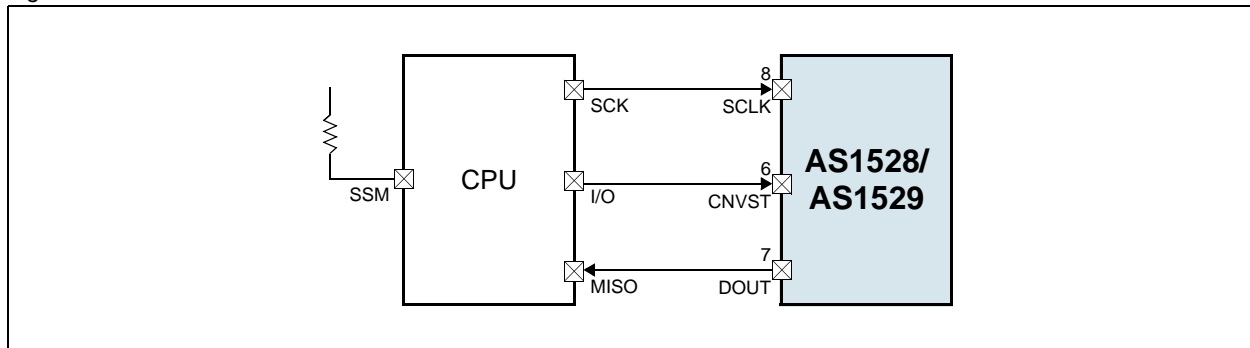 CPU
SSM
SCK
I/O
MISO
8
SCLK
6
CNVST
7
DOUT
AS1528/
AS1529